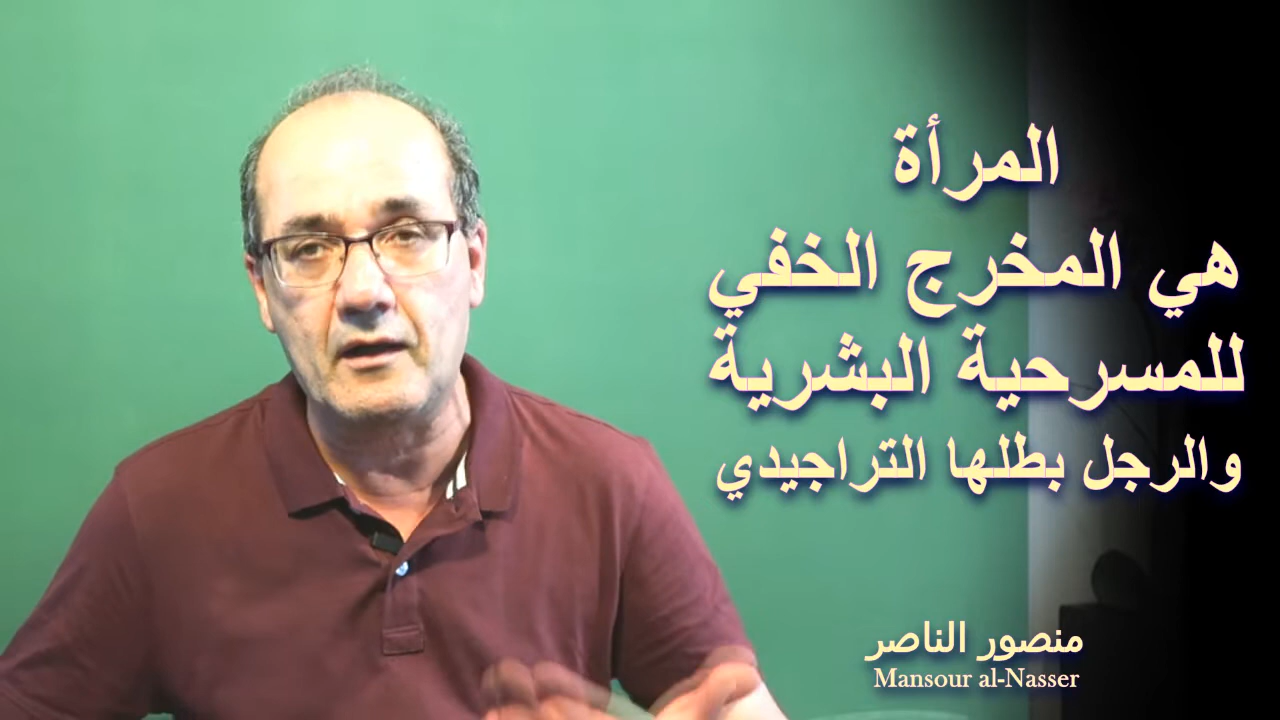 المرأة
هي المخرج الخفي
للمسرحية البشرية
والرجل بطلها التراجيدي
منصور الناصر
Mansour al-Nasser